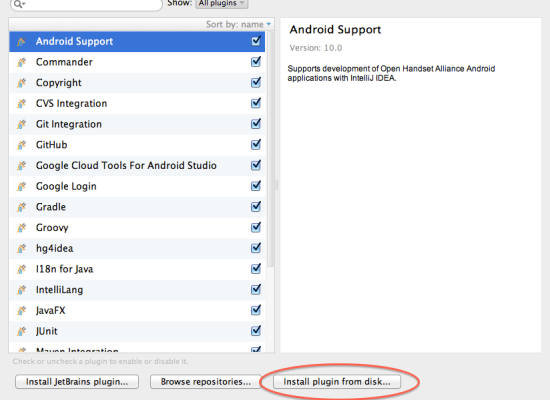 Show: All plugins
Sort by: name
Android Support
Commander
Copyright
CVS Integration
Git Integration
GitHub
Google Cloud Tools For Android Studio
Google Login
Gradle
Groovy
hg4idea
I18n for Java
IntelliLang
JavaFX
JUnit
Maven Integration
Android Support
Version: 10.0
Supports development of Open Handset Alliance Android
applications with IntelliJ IDEA.
Check or uncheck a plugin to enable or disable it.
Install JetBrains plugin...
Browse repositories...
Install plugin from disk...